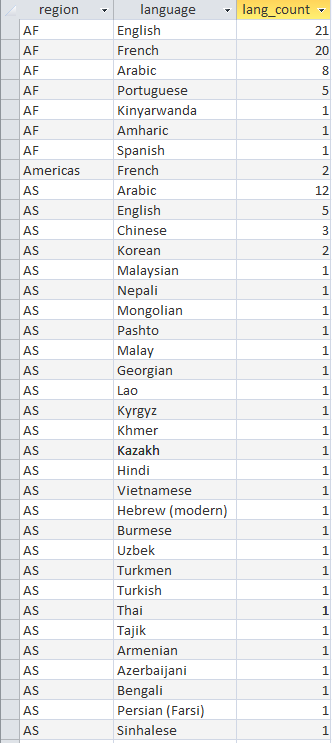 region language lang_count
AF English 21
AF French 20
AF Arabic 8
AF Portuguese 5
AF Kinyarwanda 1
AF Amharic 1
AF Spanish 1
Americas French 2
AS Arabic 12
AS English 5
AS Chinese 3
AS Korean 2
AS Malaysian 1
AS Nepali 1
AS Mongolian 1
AS Pashto 1
AS Malay 1
AS Georgian 1
AS Lao 1
AS Kyrgyz 1
AS Khmer 1
AS Kazakh 1
AS Hindi 1
AS Vietnamese 1
AS Hebrew (modern) 1
AS Burmese 1
AS Uzbek 1
AS Turkmen 1
AS Turkish 1
AS Thai 1
AS Tajik 1
AS Armenian 1
AS Azerbaijani 1
AS Bengali 1
AS Persian (Farsi) 1
AS Sinhalese 1